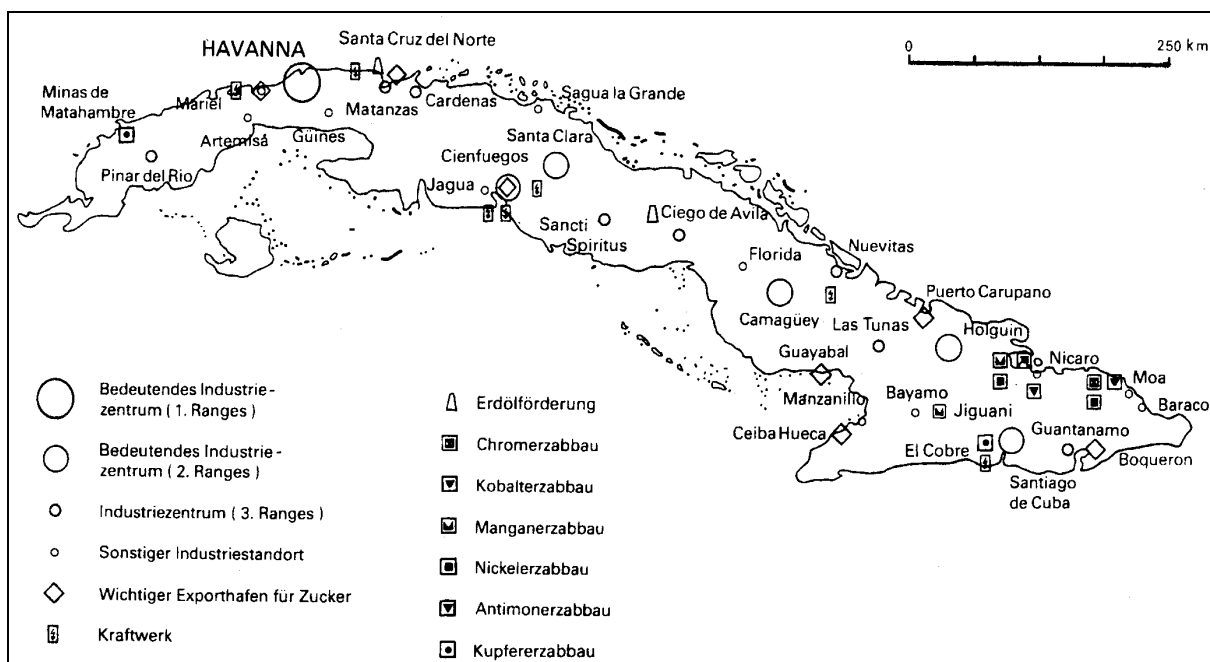 HAVANNA
Santa Cruz del Norte
0
250 km
Minas de
Matahambre
Mariel
Matanzas
Cardenas
Sagua la Grande
Artemisá
Güines
Santa Clara
Pinar del Rio
Cienfuegos
Jagua
Sancti
Spiritus
Ciego de Avila
Florida
Nuevitas
Puerto Carupano
Camagüey
Las Tunas
Holguin
Guayabal
Nicaro
Moa
Manzanillo
Bayamo
Jiguani
Baraco
Ceiba Hueca
El Cobre
Guantanamo
Boqueron
Santiago
de Cuba
Bedeutendes Industrie-
zentrum ( 1. Ranges )
Bedeutendes Industrie-
zentrum ( 2. Ranges )
Industriezentrum ( 3. Ranges )
Sonstiger Industriestandort
Wichtiger Exporthafen für Zucker
Kraftwerk
Erdölförderung
Chromerzabbau
Kobalterzabbau
Manganerzabbau
Nickelerzabbau
Antimonerzabbau
Kupfererzabbau